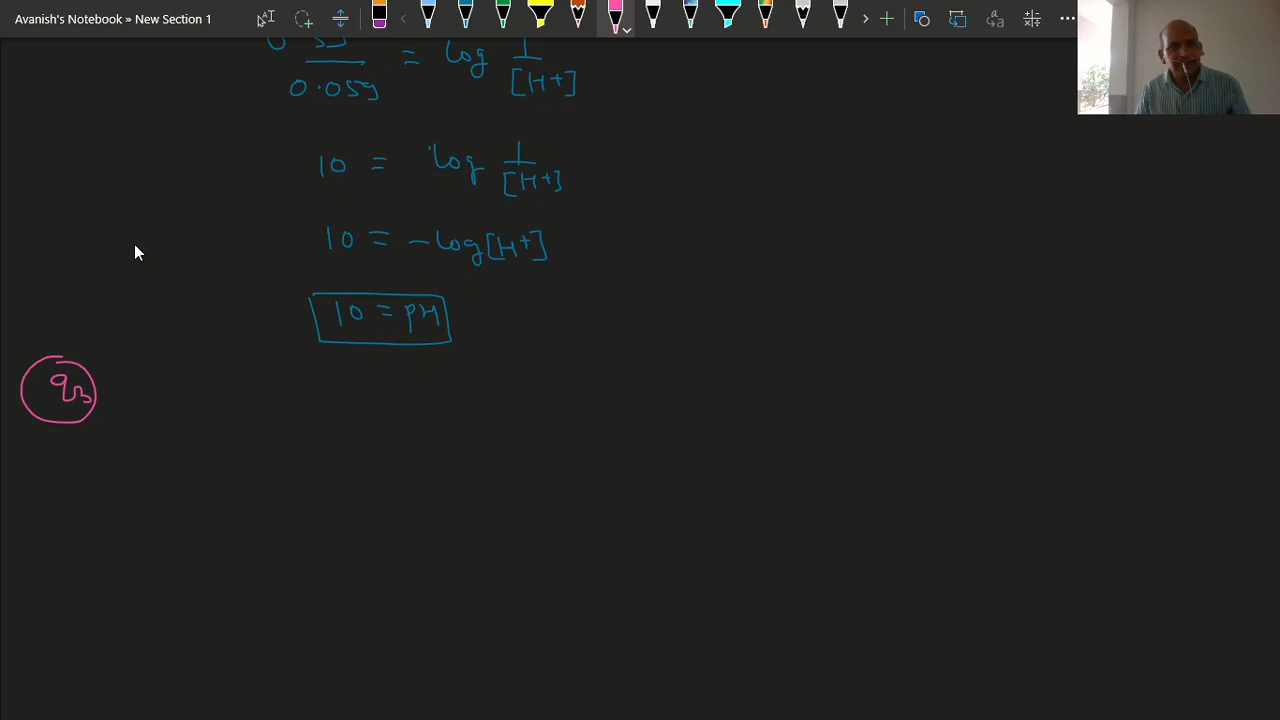 Avanish's Notebook » New Section 1
0.059 = log 1/[H+]
10 = log 1/[H+]
10 = -log[H+]
10 = pH
q3